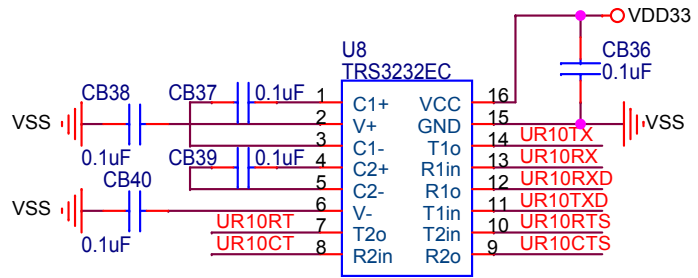 VDD33
U8
TRS3232EC
CB36
0.1uF
CB38
CB37
0.1uF
1
C1+
VCC
16
VSS
2
V+
GND
15
VSS
3
C1-
T1o
14
UR10TX
0.1uF
CB39
0.1uF
4
C2+
R1in
13
UR10RX
CB40
5
C2-
R1o
12
UR10RXD
VSS
6
V-
T1in
11
UR10TXD
0.1uF
UR10RT
7
T2o
T2in
10
UR10RTS
UR10CT
8
R2in
R2o
9
UR10CTS